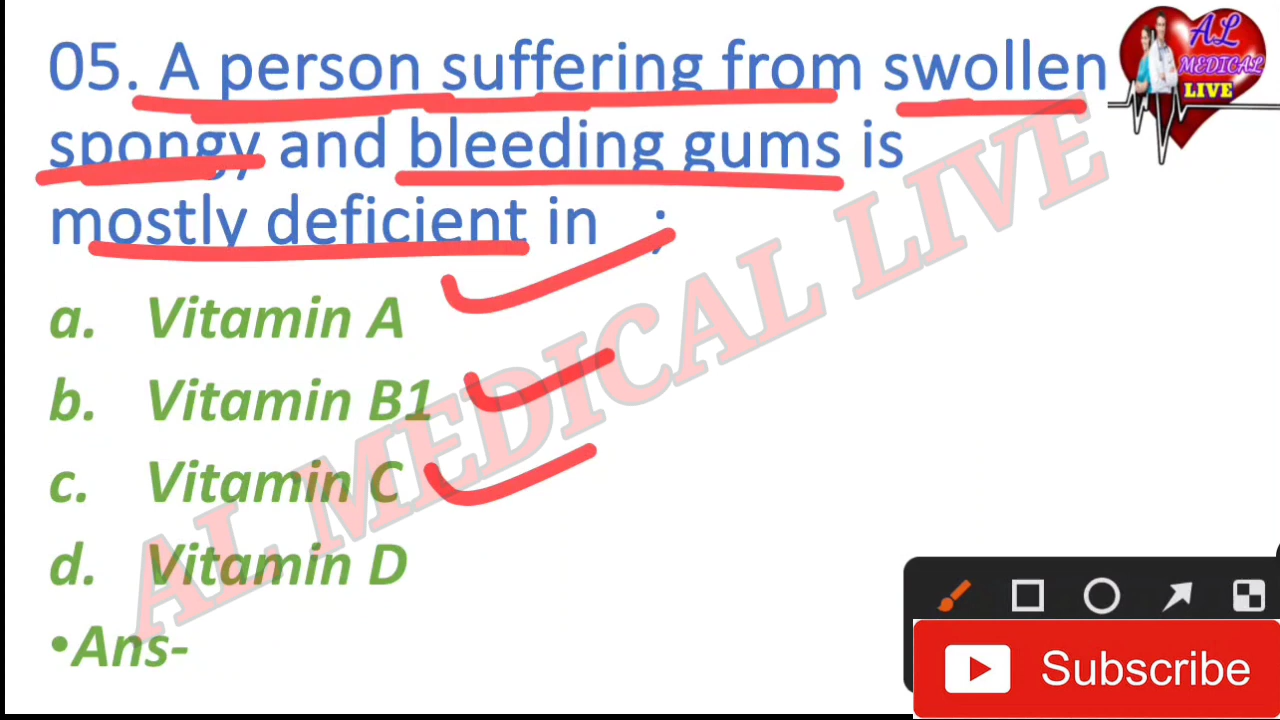 05. A person suffering from swollen
spongy and bleeding gums is
mostly deficient in ;
a. Vitamin A
b. Vitamin B1
c. Vitamin C
d. Vitamin D
•Ans-
AL MEDICAL LIVE
AL
MEDICAL
LIVE
Subscribe